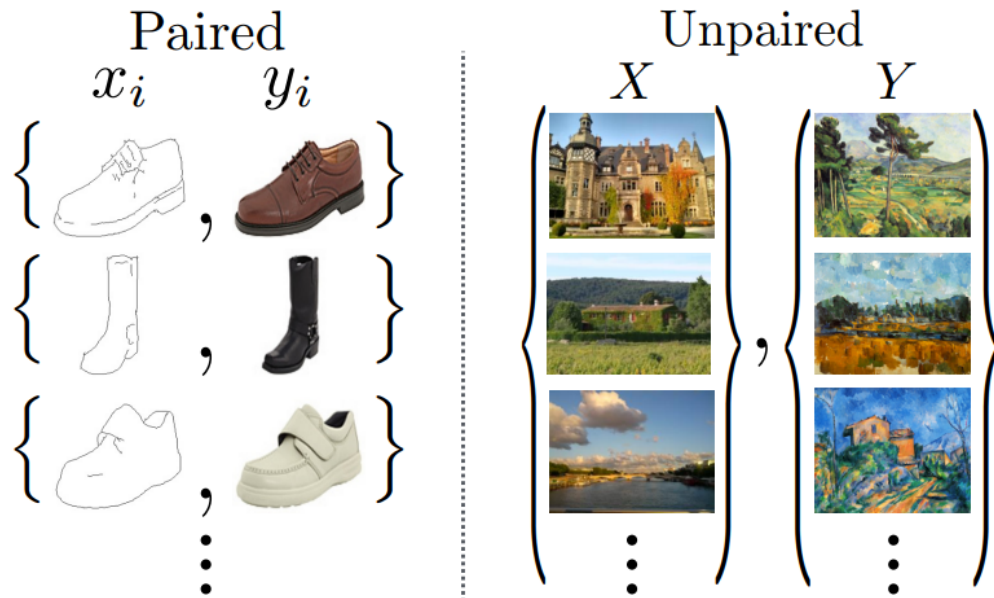 Paired
x_i y_i
{ , }
{ , }
{ , }
⋮
Unpaired
X Y
{ } , { }
⋮ ⋮